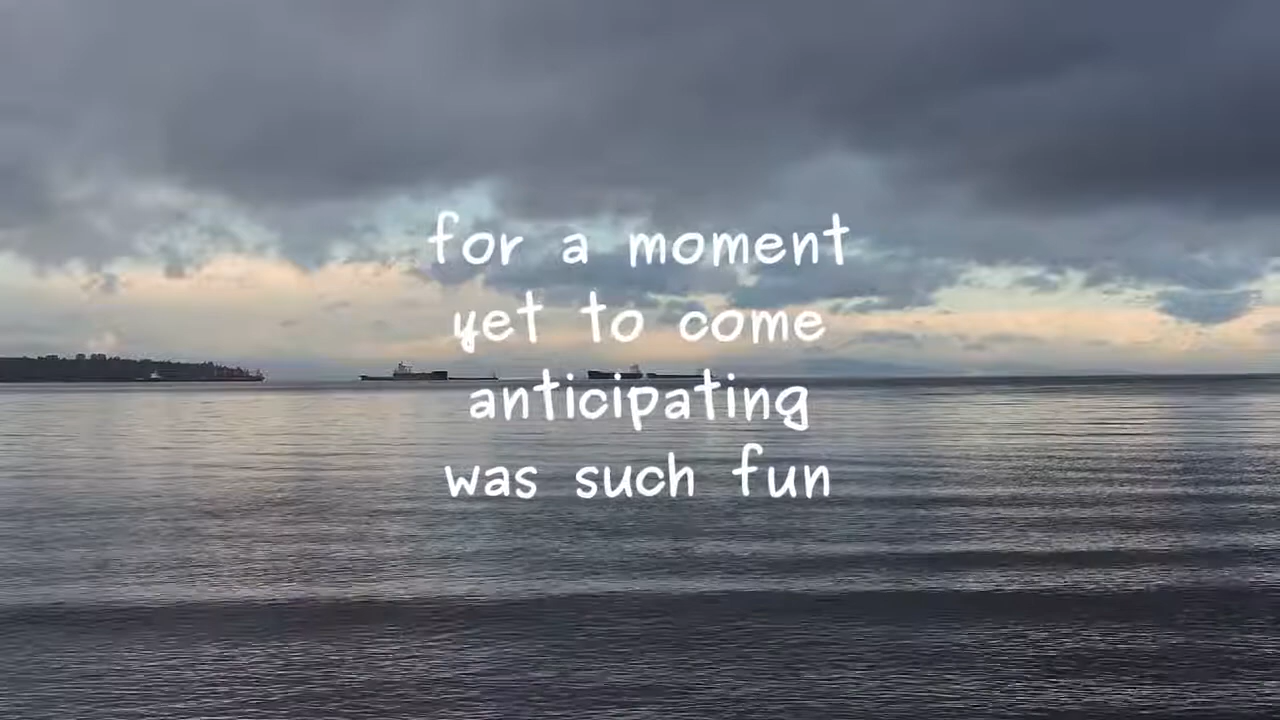 for a moment
yet to come
anticipating
was such fun